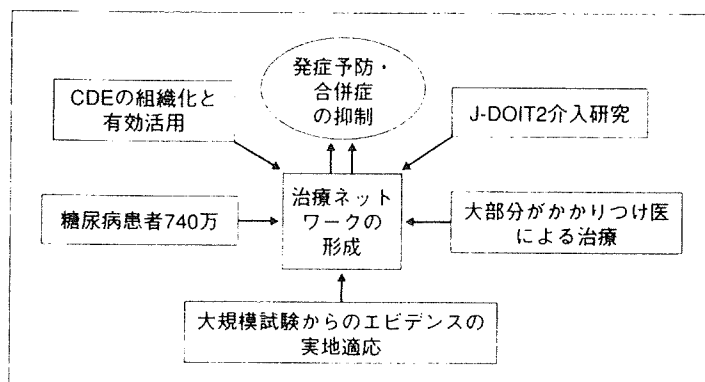 発症予防・
合併症
の抑制
CDEの組織化と
有効活用
J-DOIT2介入研究
糖尿病患者740万
治療ネット
ワークの
形成
大部分がかかりつけ医
による治療
大規模試験からのエビデンスの
実地適応